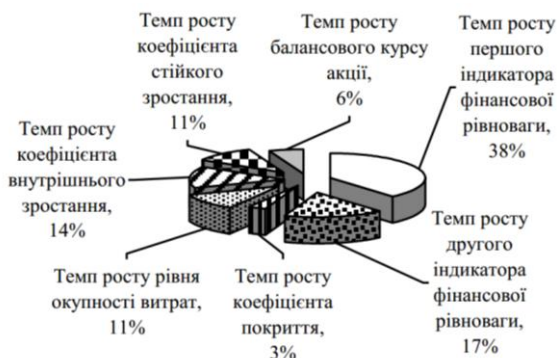 Темп росту
коефіцієнта
стійкого
зростання,
11%
Темп росту
балансового курсу
акції,
6%
Темп росту
першого
індикатора
фінансової
рівноваги,
38%
Темп росту
другого
індикатора
фінансової
рівноваги,
17%
Темп росту
коефіцієнта
покриття,
3%
Темп росту рівня
окупності витрат,
11%
Темп росту
коефіцієнта
внутрішнього
зростання,
14%